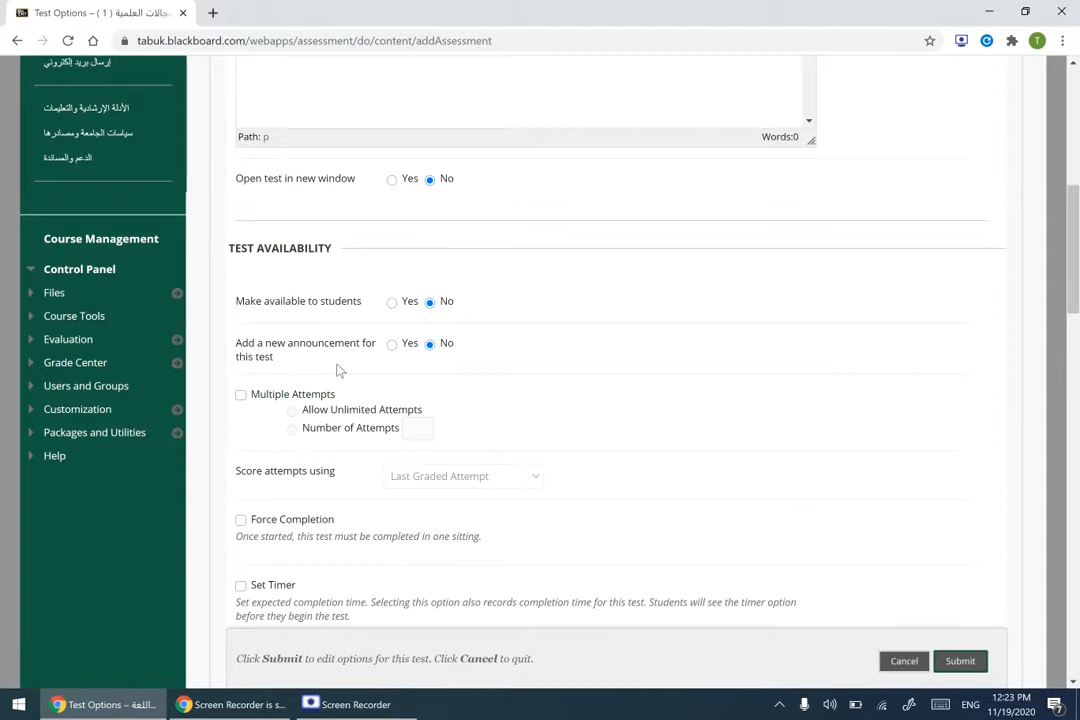 Test Options – ( 1 ) مجالات العلمية
tabuk.blackboard.com/webapps/assessment/do/content/addAssessment
T
إرسال بريد إلكتروني
الأدلة الإرشادية والتعليمات
سياسات الجامعة ومصادرها
الدعم والمساندة
Course Management
Control Panel
Files
Course Tools
Evaluation
Grade Center
Users and Groups
Customization
Packages and Utilities
Help
Path: p
Words:0
Open test in new window Yes No
TEST AVAILABILITY
Make available to students Yes No
Add a new announcement for Yes No
this test
Multiple Attempts
Allow Unlimited Attempts
Number of Attempts
Score attempts using Last Graded Attempt
Force Completion
Once started, this test must be completed in one sitting.
Set Timer
Set expected completion time. Selecting this option also records completion time for this test. Students will see the timer option
before they begin the test.
Click Submit to edit options for this test. Click Cancel to quit.
Cancel Submit
Test Options – اللغة...
Screen Recorder is s...
Screen Recorder
ENG
12:23 PM
11/19/2020
7